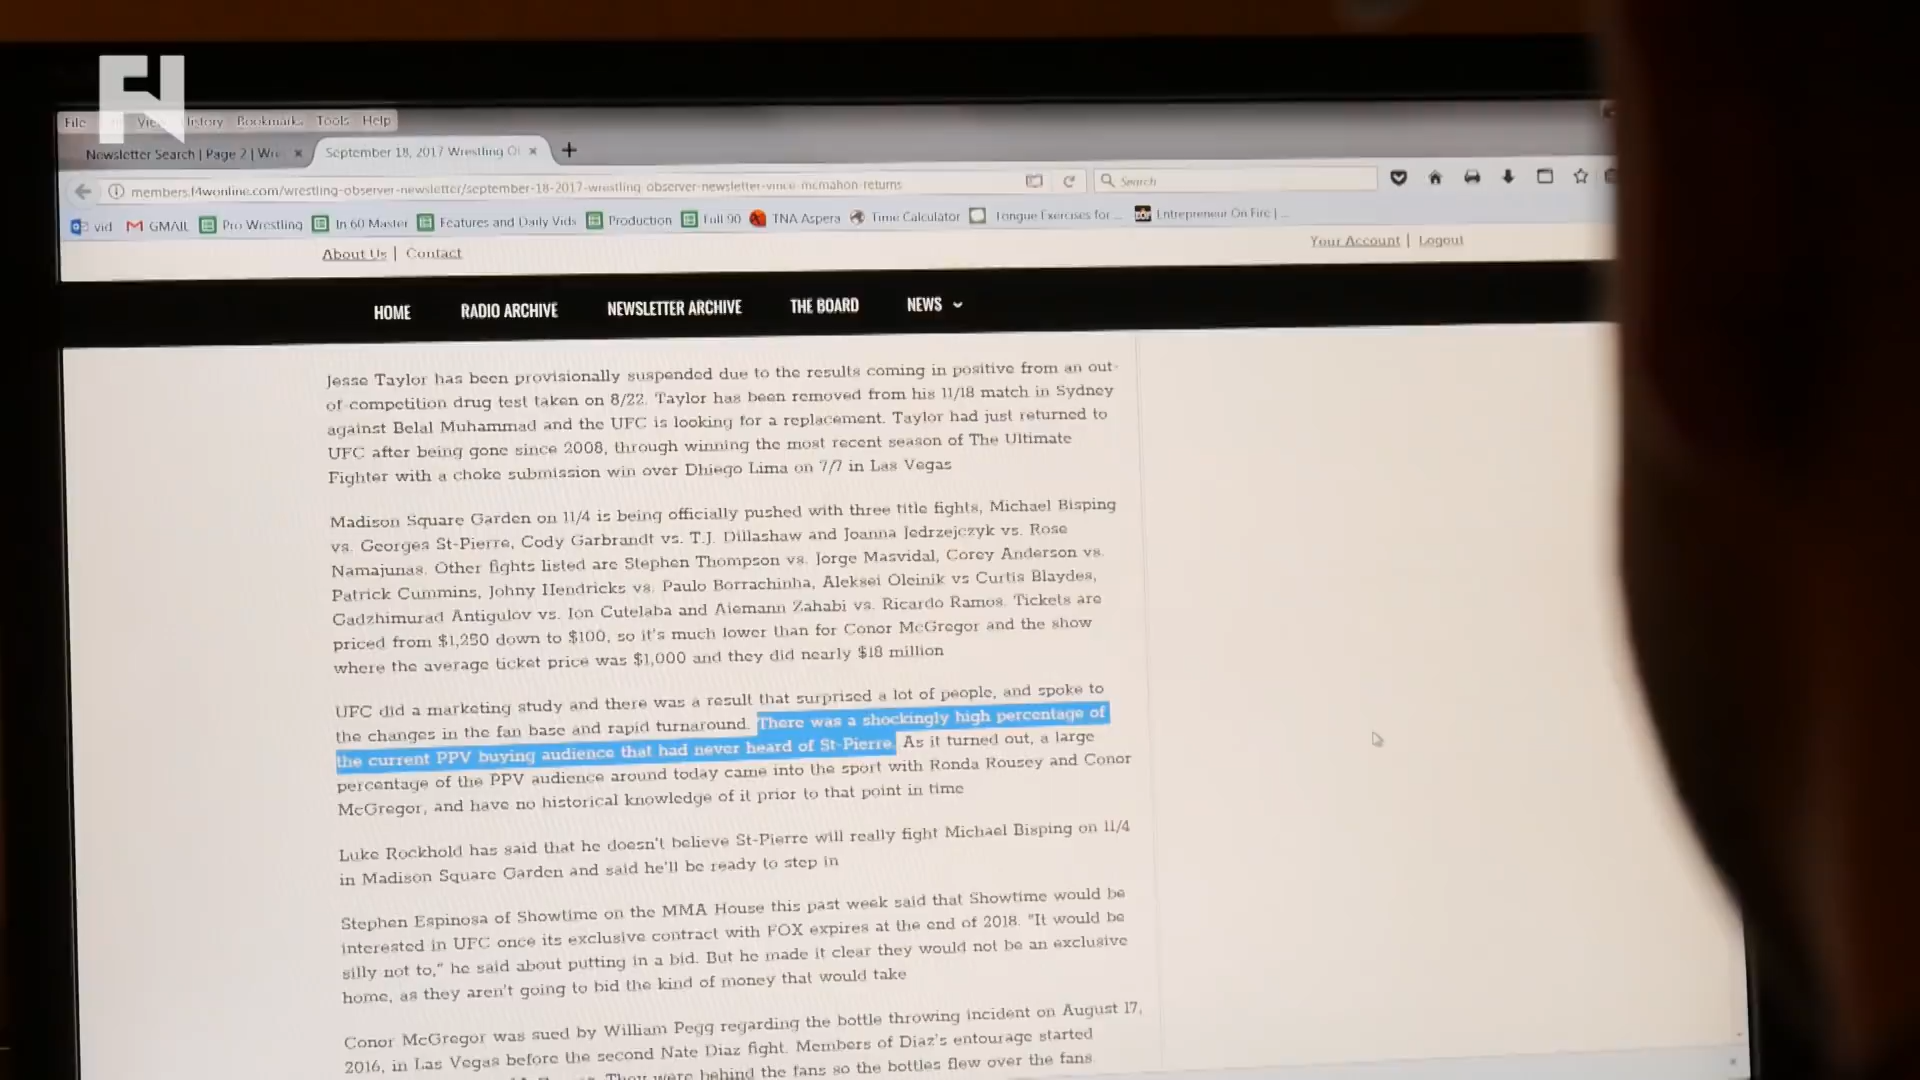 FN
File View History Bookmarks Tools Help
Newsletter Search | Page 2 | Wre × September 18, 2017 Wrestling O × +
members.f4wonline.com/wrestling-observer-newsletter/september-18-2017-wrestling-observer-newsletter-vince-mcmahon-returns Search
vid GMAIL Pro Wrestling In 60 Master Features and Daily Vids Production Full 90 TNA Aspera Time Calculator Tongue Exercises for ... Entrepreneur On Fire | ...
About Us | Contact Your Account | Logout
HOME RADIO ARCHIVE NEWSLETTER ARCHIVE THE BOARD NEWS
Jesse Taylor has been provisionally suspended due to the results coming in positive from an out-
of-competition drug test taken on 8/22. Taylor has been removed from his 11/18 match in Sydney
against Belal Muhammad and the UFC is looking for a replacement. Taylor had just returned to
UFC after being gone since 2008, through winning the most recent season of The Ultimate
Fighter with a choke submission win over Dhiego Lima on 7/7 in Las Vegas
Madison Square Garden on 11/4 is being officially pushed with three title fights, Michael Bisping
vs. Georges St-Pierre, Cody Garbrandt vs. T.J. Dillashaw and Joanna Jedrzejczyk vs. Rose
Namajunas. Other fights listed are Stephen Thompson vs. Jorge Masvidal, Corey Anderson vs.
Patrick Cummins, Johny Hendricks vs. Paulo Borrachinha, Aleksei Oleinik vs Curtis Blaydes,
Gadzhimurad Antigulov vs. Ion Cutelaba and Aiemann Zahabi vs. Ricardo Ramos. Tickets are
priced from $1,250 down to $100, so it's much lower than for Conor McGregor and the show
where the average ticket price was $1,000 and they did nearly $18 million
UFC did a marketing study and there was a result that surprised a lot of people, and spoke to
the changes in the fan base and rapid turnaround. There was a shockingly high percentage of
the current PPV buying audience that had never heard of St-Pierre. As it turned out, a large
percentage of the PPV audience around today came into the sport with Ronda Rousey and Conor
McGregor, and have no historical knowledge of it prior to that point in time
Luke Rockhold has said that he doesn't believe St-Pierre will really fight Michael Bisping on 11/4
in Madison Square Garden and said he'll be ready to step in
Stephen Espinosa of Showtime on the MMA House this past week said that Showtime would be
interested in UFC once its exclusive contract with FOX expires at the end of 2018. "It would be
silly not to," he said about putting in a bid. But he made it clear they would not be an exclusive
home, as they aren't going to bid the kind of money that would take
Conor McGregor was sued by William Pegg regarding the bottle throwing incident on August 17,
2016, in Las Vegas before the second Nate Diaz fight. Members of Diaz's entourage started
They were behind the fans so the bottles flew over the fans